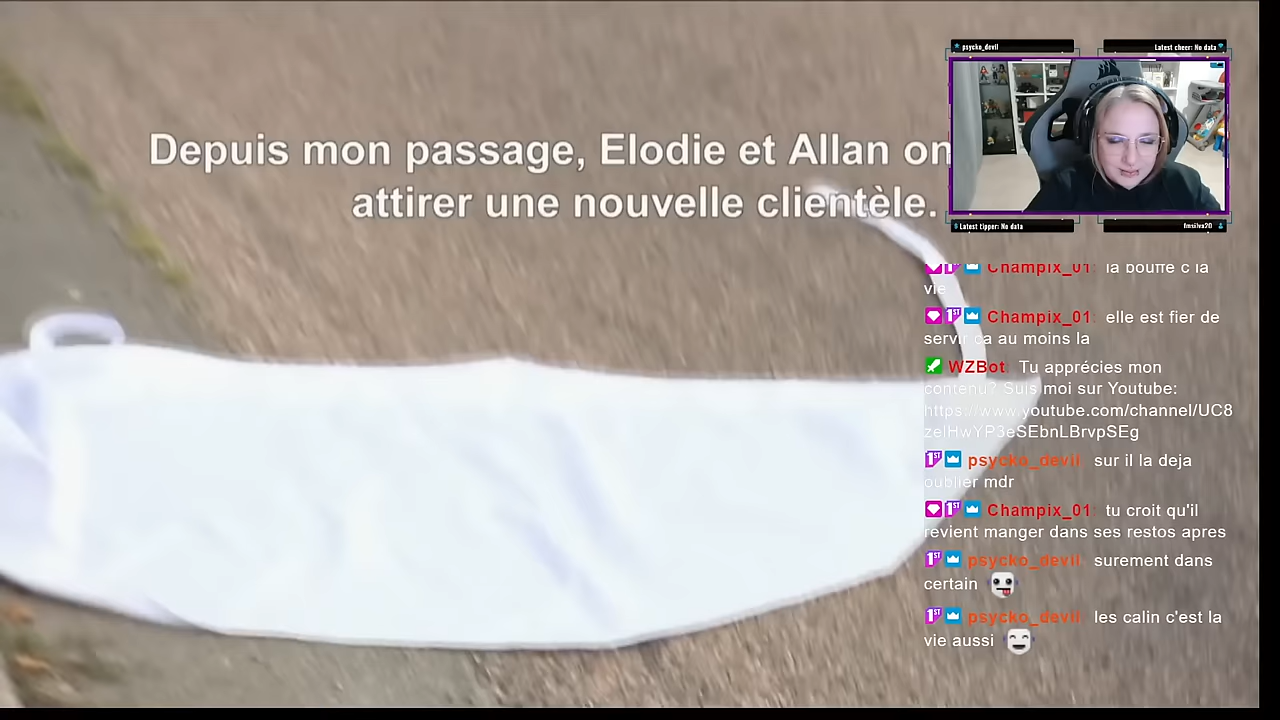 psycko_devil
Latest cheer: No data
Depuis mon passage, Elodie et Allan on
attirer une nouvelle clientèle.
Latest tipper: No data
fmsilva20
Champix_01: la bouffe c la
vie
Champix_01: elle est fier de
servir ca au moins la
WZBot: Tu apprécies mon
contenu? Suis moi sur Youtube:
https://www.youtube.com/channel/UC8
zelHwYP3eSEbnLBrvpSEg
psycko_devil: sur il la deja
oublier mdr
Champix_01: tu croit qu'il
revient manger dans ses restos apres
psycko_devil: surement dans
certain
psycko_devil: les calin c'est la
vie aussi